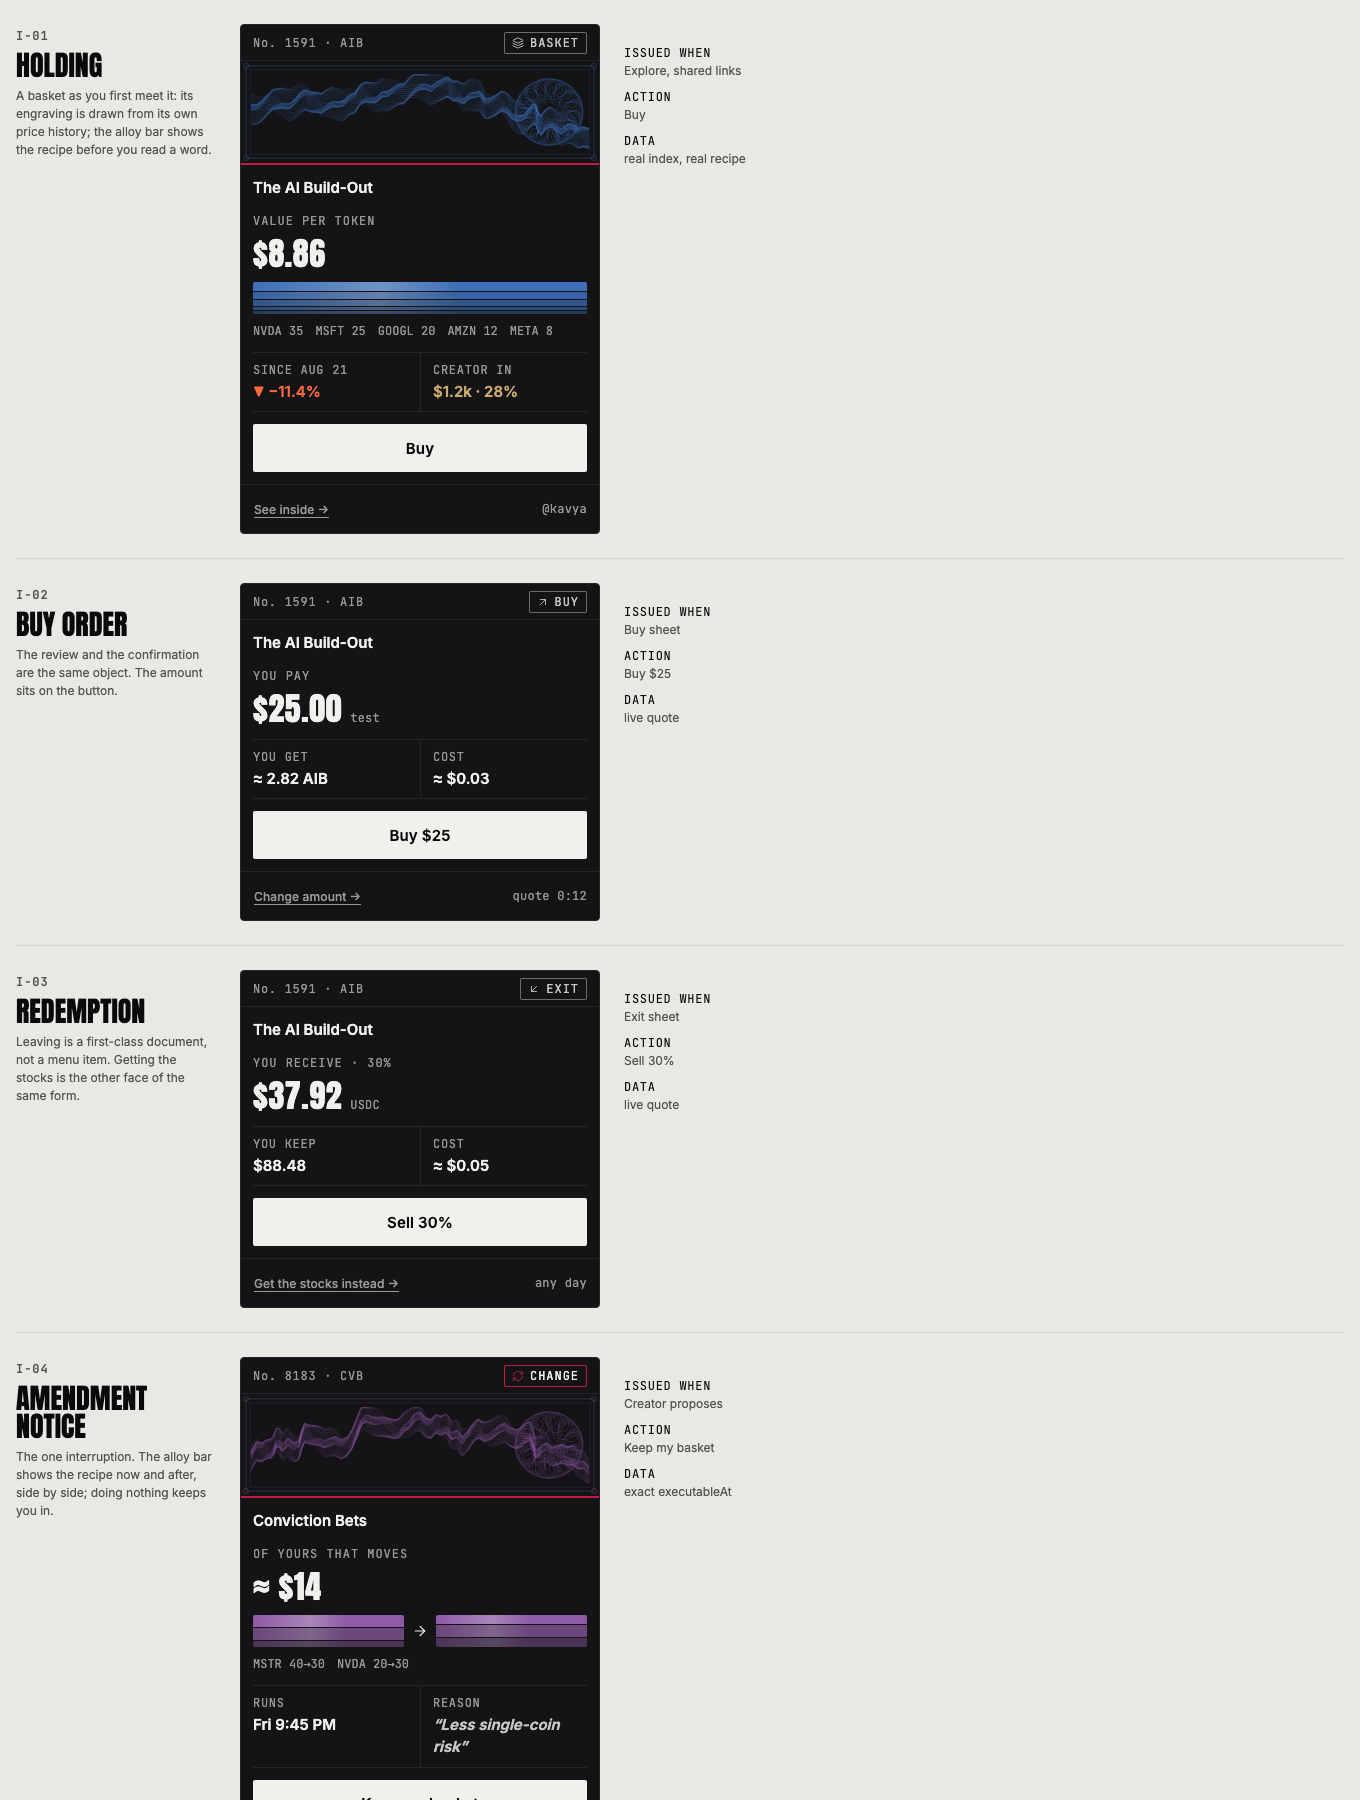 I-01
HOLDING
A basket as you first meet it: its
engraving is drawn from its own
price history; the alloy bar shows
the recipe before you read a word.
No. 1591 · AIB
BASKET
The AI Build-Out
VALUE PER TOKEN
$8.86
NVDA 35 MSFT 25 GOOGL 20 AMZN 12 META 8
SINCE AUG 21
▼ −11.4%
CREATOR IN
$1.2k · 28%
Buy
See inside →
@kavya
ISSUED WHEN
Explore, shared links
ACTION
Buy
DATA
real index, real recipe
I-02
BUY ORDER
The review and the confirmation
are the same object. The amount
sits on the button.
No. 1591 · AIB
BUY
The AI Build-Out
YOU PAY
$25.00 test
YOU GET
≈ 2.82 AIB
COST
≈ $0.03
Buy $25
Change amount →
quote 0:12
ISSUED WHEN
Buy sheet
ACTION
Buy $25
DATA
live quote
I-03
REDEMPTION
Leaving is a first-class document,
not a menu item. Getting the
stocks is the other face of the
same form.
No. 1591 · AIB
EXIT
The AI Build-Out
YOU RECEIVE · 30%
$37.92 USDC
YOU KEEP
$88.48
COST
≈ $0.05
Sell 30%
Get the stocks instead →
any day
ISSUED WHEN
Exit sheet
ACTION
Sell 30%
DATA
live quote
I-04
AMENDMENT
NOTICE
The one interruption. The alloy bar
shows the recipe now and after,
side by side; doing nothing keeps
you in.
No. 8183 · CVB
CHANGE
Conviction Bets
OF YOURS THAT MOVES
≈ $14
→
MSTR 40→30 NVDA 20→30
RUNS
Fri 9:45 PM
REASON
“Less single-coin
risk”
ISSUED WHEN
Creator proposes
ACTION
Keep my basket
DATA
exact executableAt